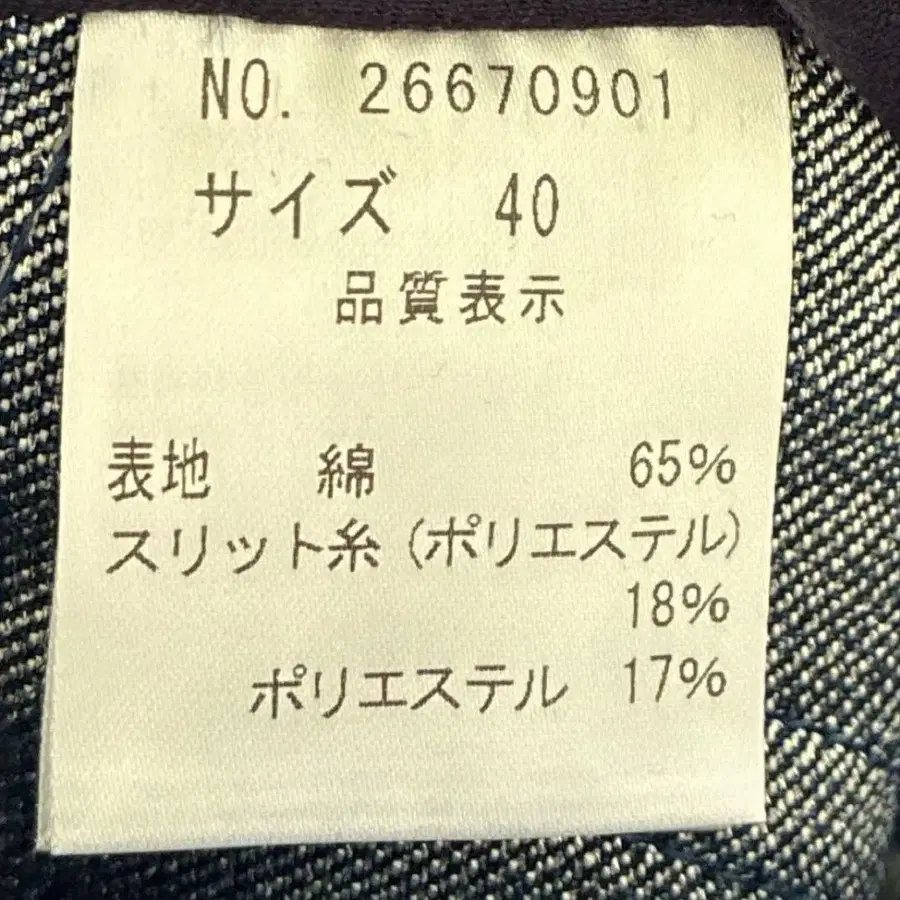 NO. 26670901
サイズ 40
品質表示
表地 綿 65%
スリット糸(ポリエステル)
18%
ポリエステル 17%